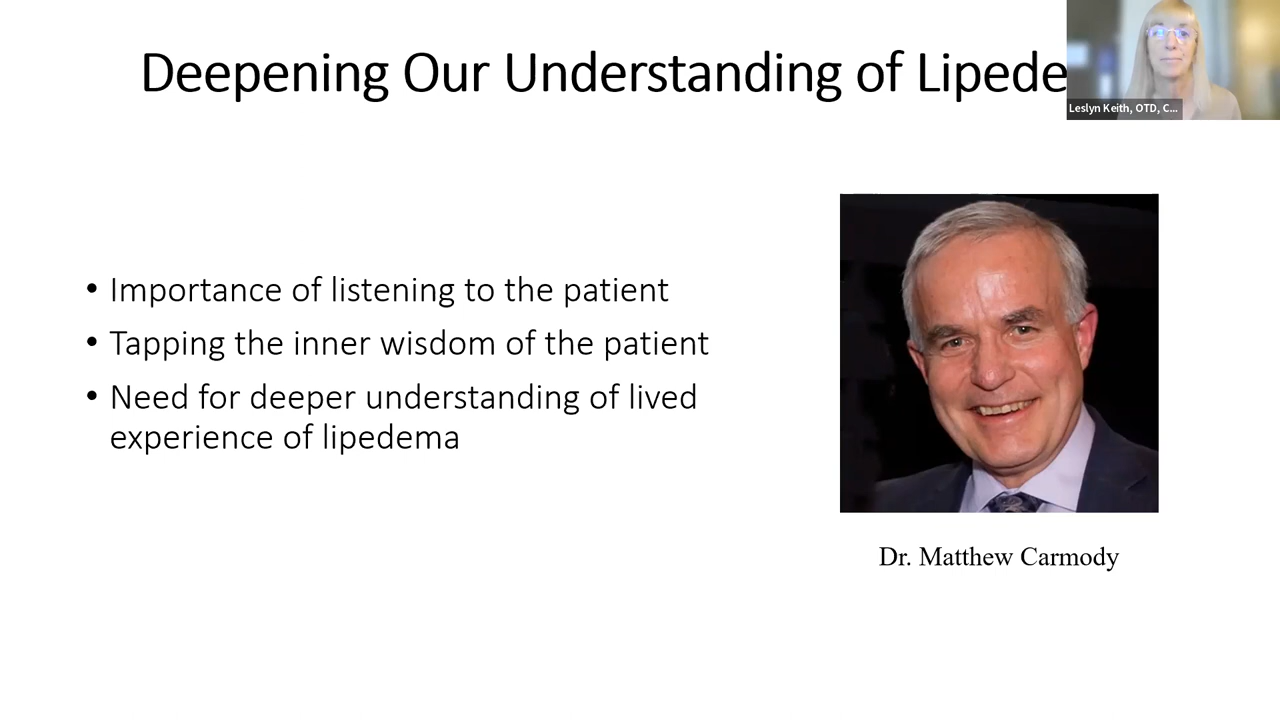 Deepening Our Understanding of Lipede
Leslyn Keith, OTD, C...
• Importance of listening to the patient
• Tapping the inner wisdom of the patient
• Need for deeper understanding of lived
experience of lipedema
Dr. Matthew Carmody